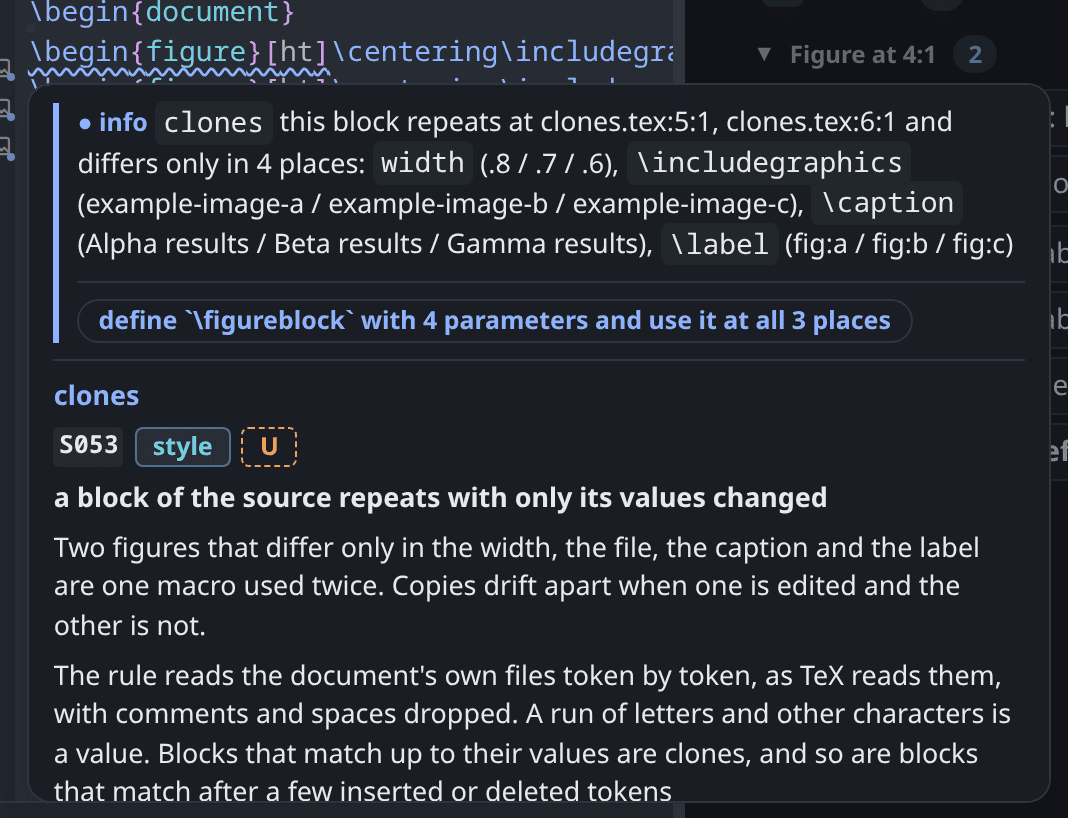 \begin{document}
\begin{figure}[ht]\centering\includegra
Figure at 4:1 2
● info clones this block repeats at clones.tex:5:1, clones.tex:6:1 and
differs only in 4 places: width (.8 / .7 / .6), \includegraphics
(example-image-a / example-image-b / example-image-c), \caption
(Alpha results / Beta results / Gamma results), \label (fig:a / fig:b / fig:c)
define `\figureblock` with 4 parameters and use it at all 3 places
clones
S053 style U
a block of the source repeats with only its values changed
Two figures that differ only in the width, the file, the caption and the label
are one macro used twice. Copies drift apart when one is edited and the
other is not.
The rule reads the document's own files token by token, as TeX reads them,
with comments and spaces dropped. A run of letters and other characters is
a value. Blocks that match up to their values are clones, and so are blocks
that match after a few inserted or deleted tokens